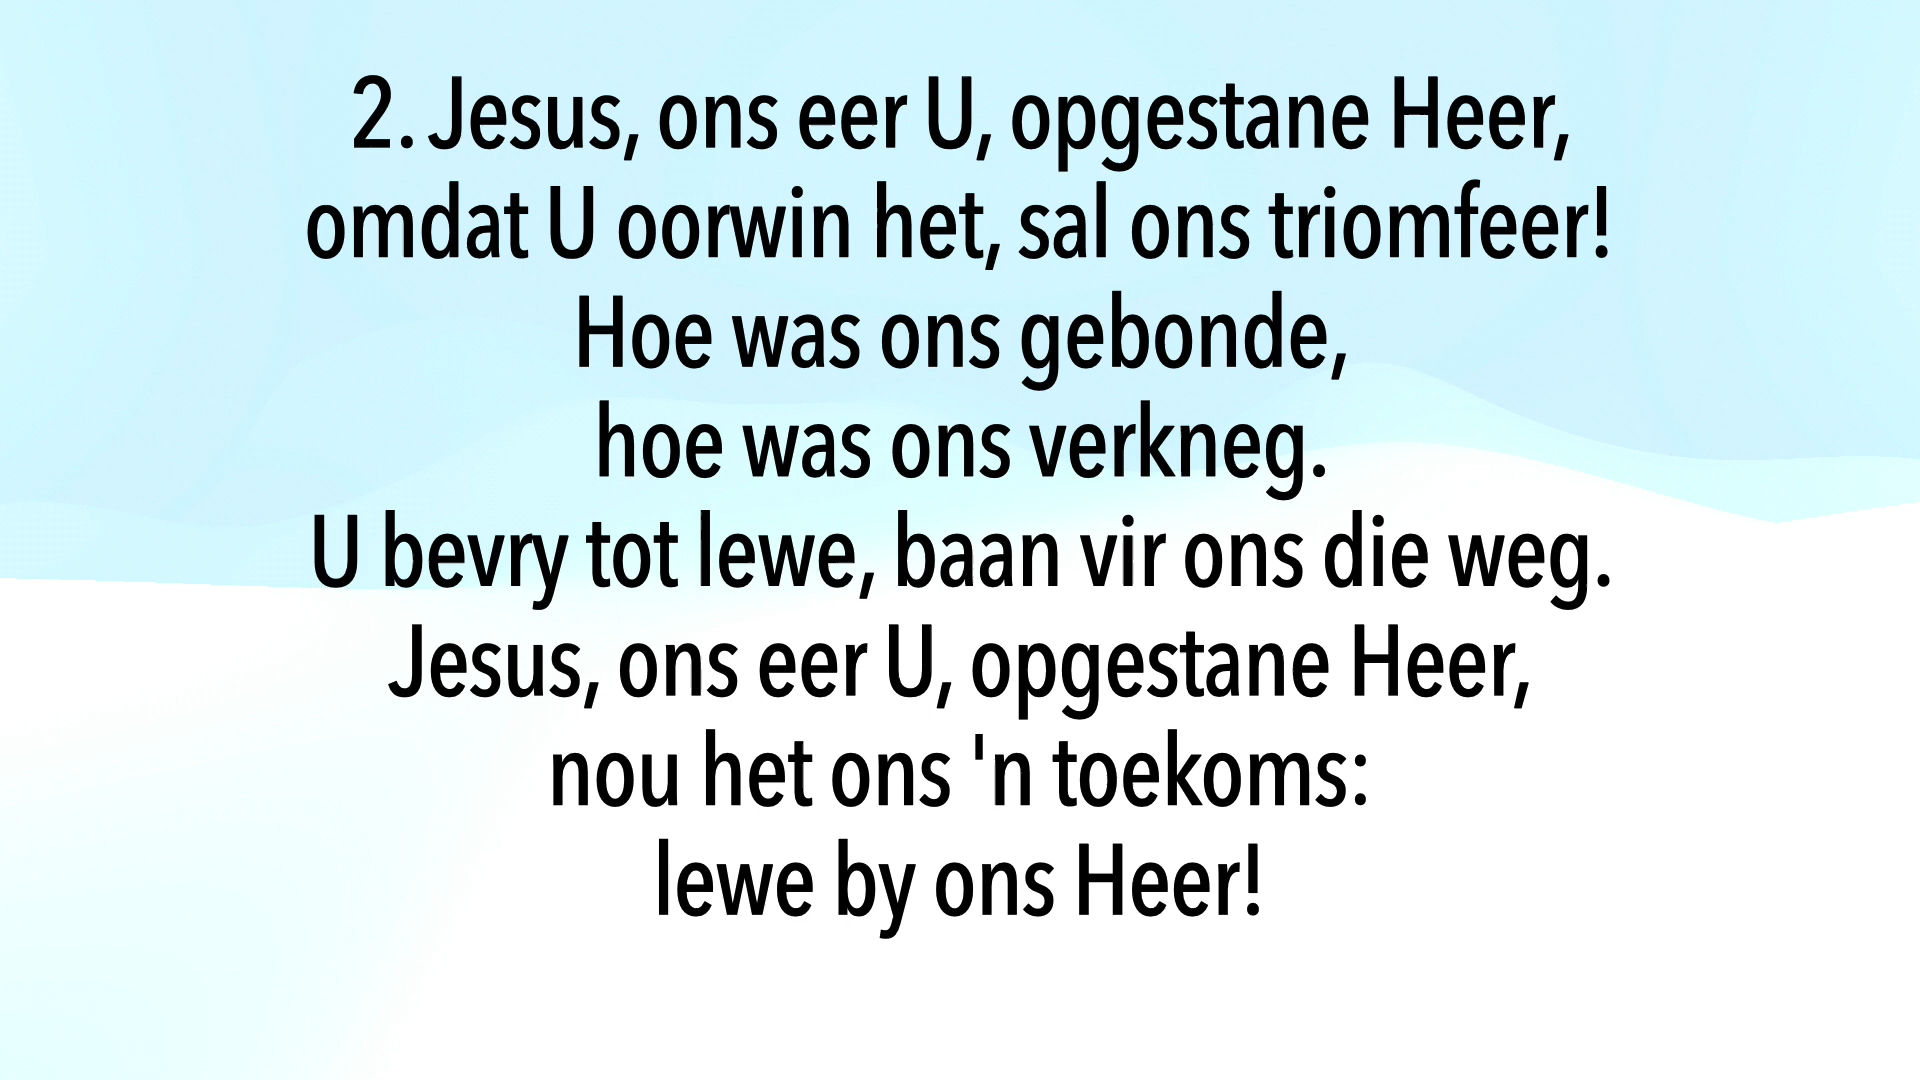 2. Jesus, ons eer U, opgestane Heer,
omdat U oorwin het, sal ons triomfeer!
Hoe was ons gebonde,
hoe was ons verkneg.
U bevry tot lewe, baan vir ons die weg.
Jesus, ons eer U, opgestane Heer,
nou het ons 'n toekoms:
lewe by ons Heer!